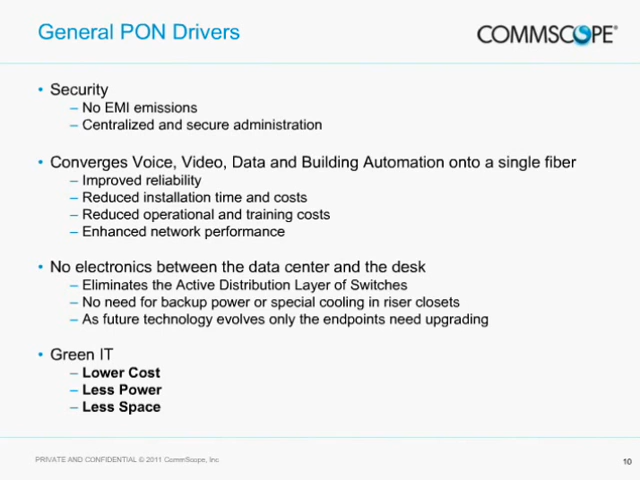 General PON Drivers
COMMSCOPE®
• Security
– No EMI emissions
– Centralized and secure administration
• Converges Voice, Video, Data and Building Automation onto a single fiber
– Improved reliability
– Reduced installation time and costs
– Reduced operational and training costs
– Enhanced network performance
• No electronics between the data center and the desk
– Eliminates the Active Distribution Layer of Switches
– No need for backup power or special cooling in riser closets
– As future technology evolves only the endpoints need upgrading
• Green IT
– Lower Cost
– Less Power
– Less Space
PRIVATE AND CONFIDENTIAL © 2011 CommScope, Inc.
10